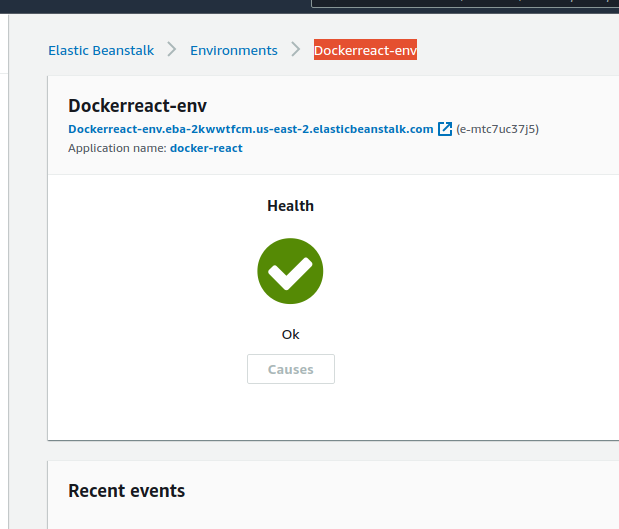 Elastic Beanstalk > Environments > Dockerreact-env
Dockerreact-env
Dockerreact-env.eba-2kwwtfcm.us-east-2.elasticbeanstalk.com (e-mtc7uc37j5)
Application name: docker-react
Health
Ok
Causes
Recent events